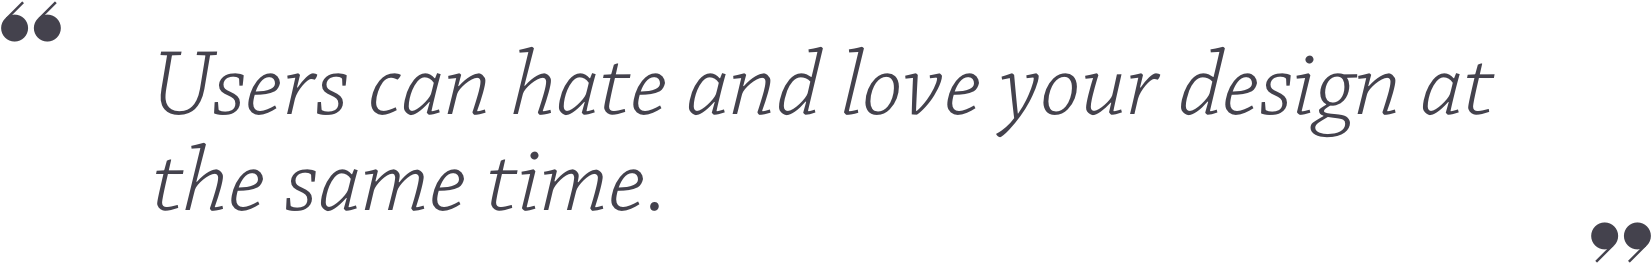 “
Users can hate and love your design at
the same time.
”